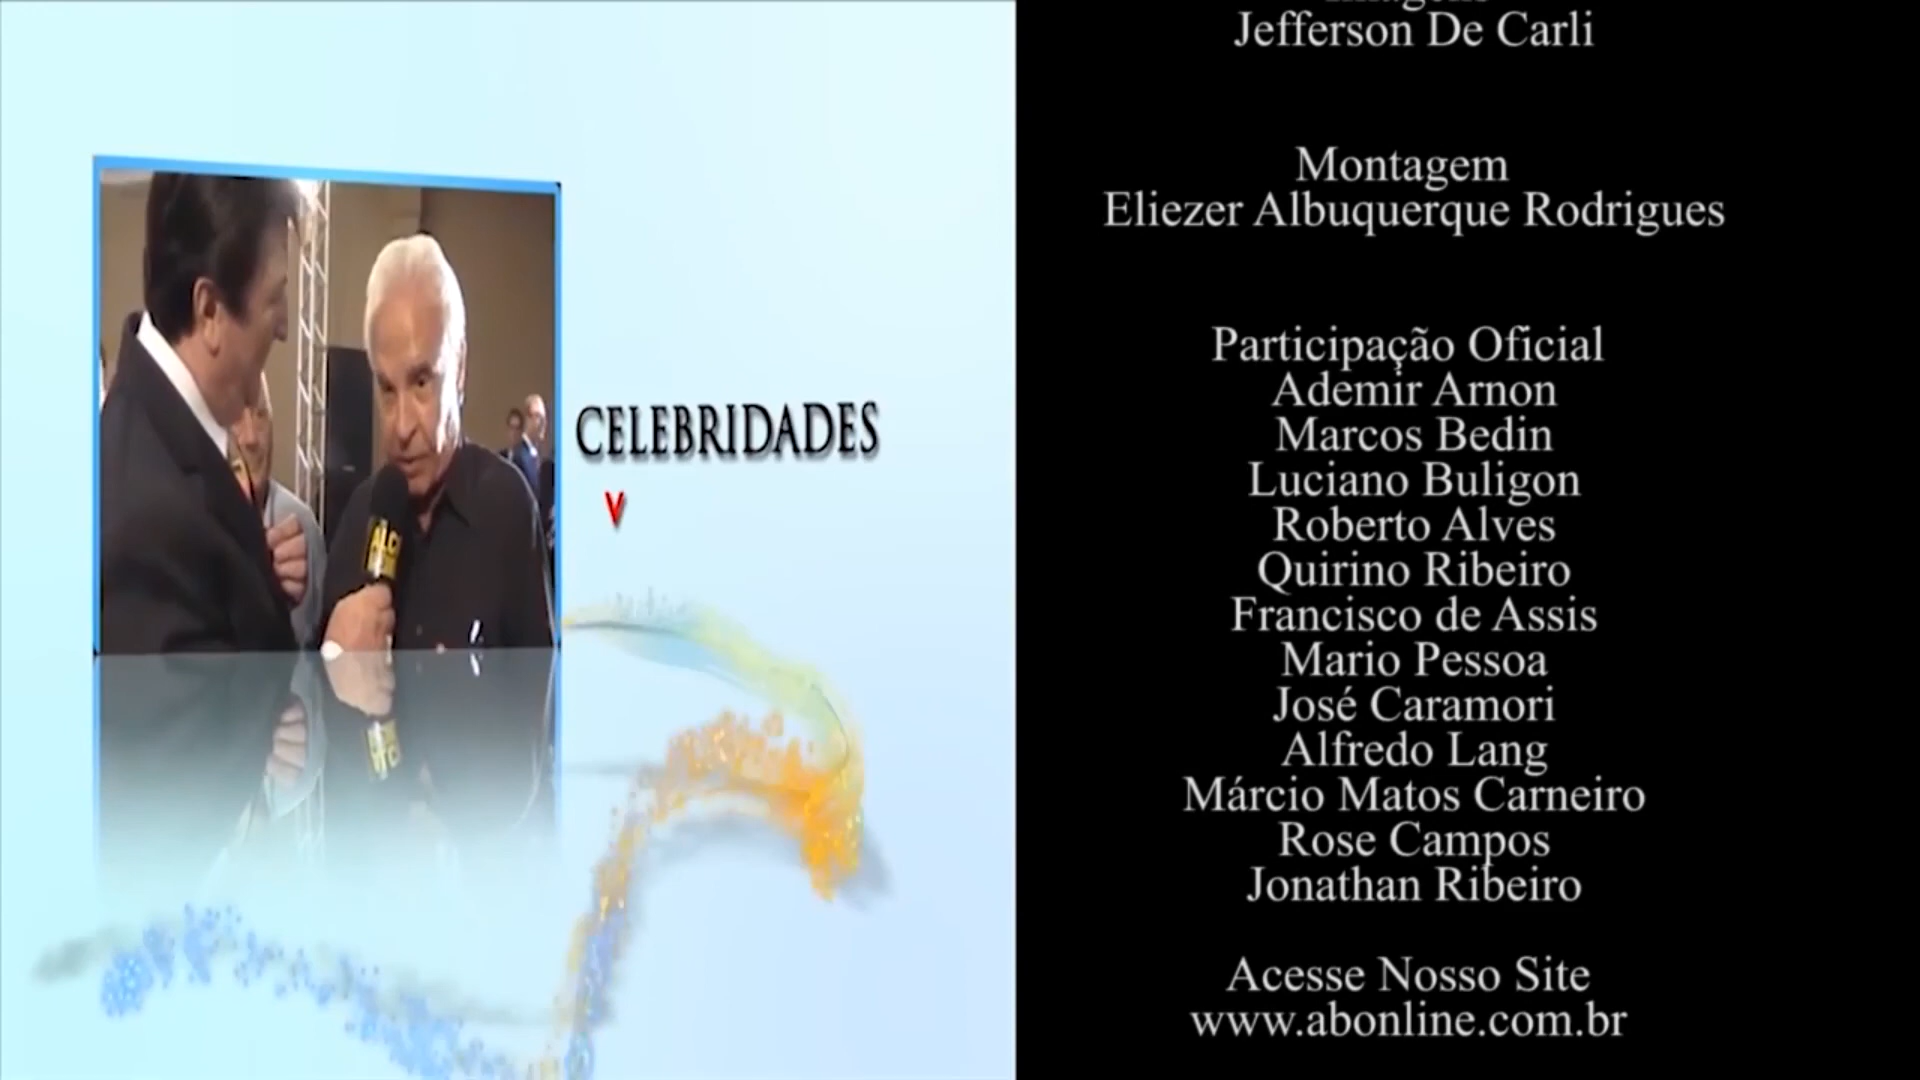 CELEBRIDADES
V
Jefferson De Carli
Montagem
Eliezer Albuquerque Rodrigues
Participação Oficial
Ademir Arnon
Marcos Bedin
Luciano Buligon
Roberto Alves
Quirino Ribeiro
Francisco de Assis
Mario Pessoa
José Caramori
Alfredo Lang
Márcio Matos Carneiro
Rose Campos
Jonathan Ribeiro
Acesse Nosso Site
www.abonline.com.br